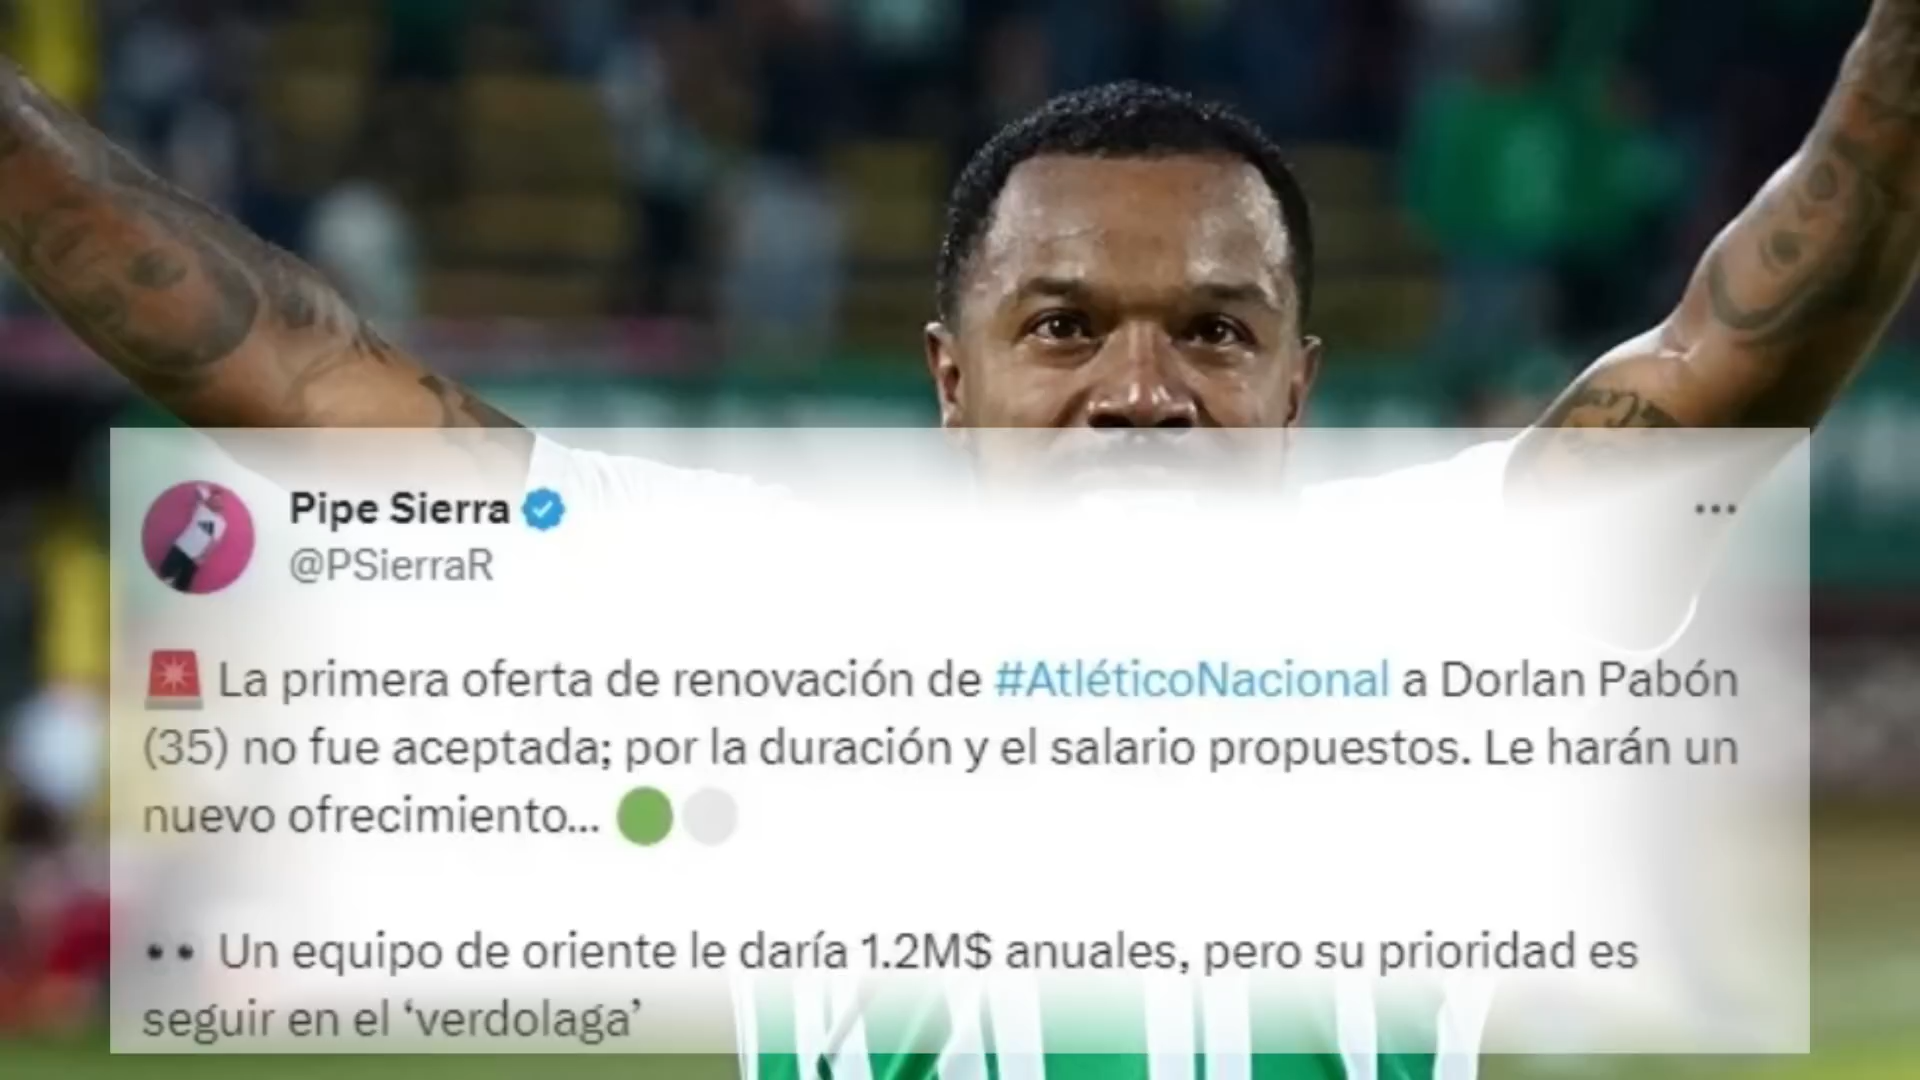 Pipe Sierra
@PSierraR
🚨 La primera oferta de renovación de #AtléticoNacional a Dorlan Pabón
(35) no fue aceptada; por la duración y el salario propuestos. Le harán un
nuevo ofrecimiento... 🟢⚪
👀 Un equipo de oriente le daría 1.2M$ anuales, pero su prioridad es
seguir en el ‘verdolaga’